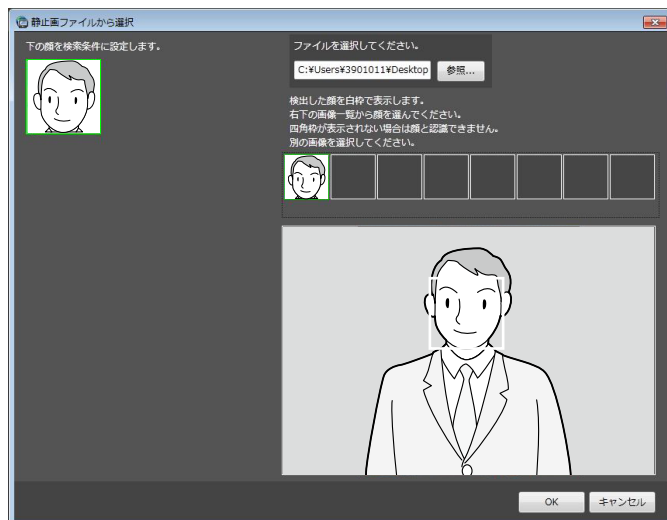 静止画ファイルから選択
下の顔を検索条件に設定します。
ファイルを選択してください。
C:¥Users¥3901011¥Desktop
参照...
検出した顔を白枠で表示します。
右下の画像一覧から顔を選んでください。
四角枠が表示されない場合は顔と認識できません。
別の画像を選択してください。
OK
キャンセル